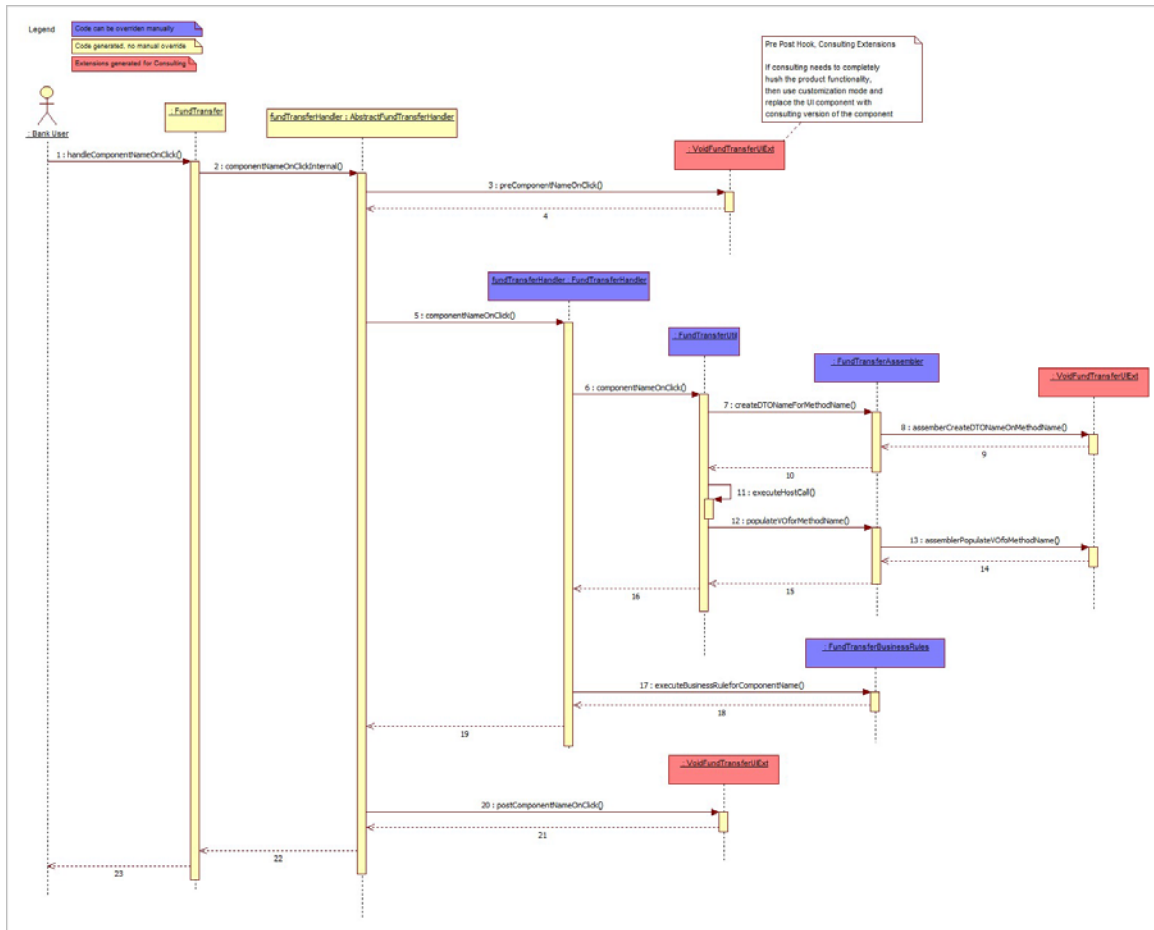 Legend
Code can be overriden manually
Code generated, no manual override
Extensions generated for Consulting
Pre Post Hook, Consulting Extensions
If consulting needs to completely
hush the product functionality,
then use customization mode and
replace the UI component with
consulting version of the component
: Bank User
: FundTransfer
fundTransferHandler : AbstractFundTransferHandler
: VoidFundTransferUIExt
1 : handleComponentNameOnClick()
2 : componentNameOnClickInternal()
3 : preComponentNameOnClick()
4
fundTransferHandler : FundTransferHandler
5 : componentNameOnClick()
: FundTransferUtil
: FundTransferAssembler
: VoidFundTransferUIExt
6 : componentNameOnClick()
7 : createDTONameForMethodName()
8 : assemberCreateDTONameOnMethodName()
9
10
11 : executeHostCall()
12 : populateVOforMethodName()
13 : assemblerPopulateVOfoMethodName()
14
15
16
: FundTransferBusinessRules
17 : executeBusinessRuleforComponentName()
18
19
: VoidFundTransferUIExt
20 : postComponentNameOnClick()
21
22
23